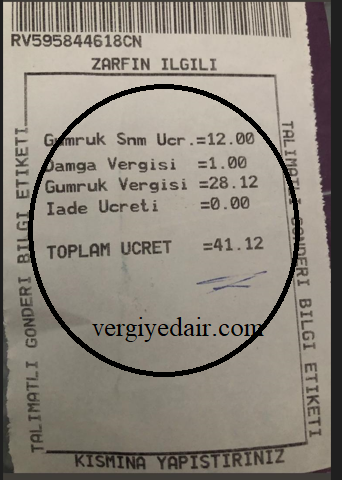 RV595844618CN
ZARFIN ILGILI
TALIMATLI GONDERI BILGI ETIKETI
Gumruk Snm Ucr.=12.00
Damga Vergisi =1.00
Gumruk Vergisi =28.12
Iade Ucreti =0.00
TOPLAM UCRET =41.12
vergiyedair.com
TALIMATLI GONDERI BILGI ETIKETI
KISMINA YAPISTIRINIZ